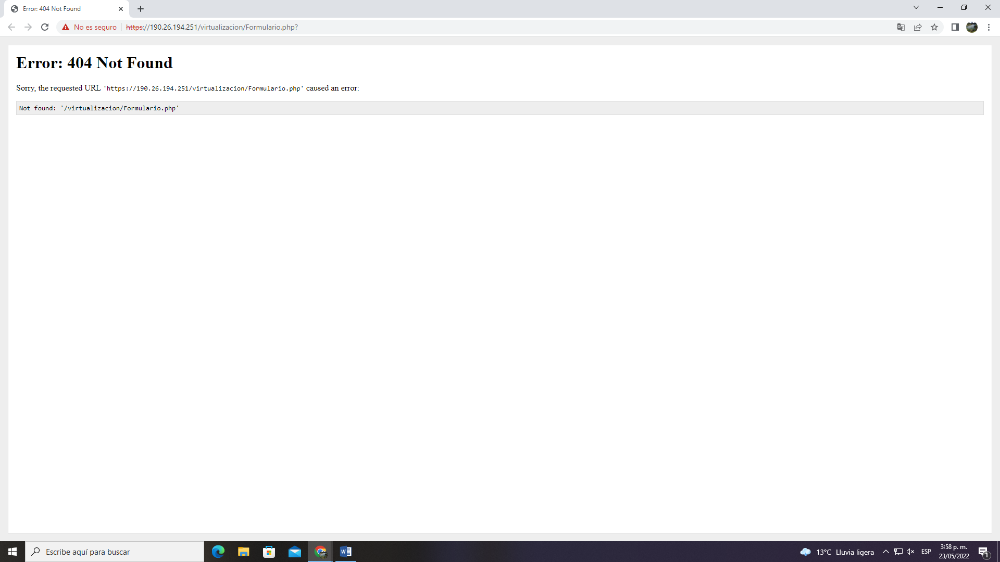 Error: 404 Not Found
No es seguro
https://190.26.194.251/virtualizacion/Formulario.php?
Error: 404 Not Found
Sorry, the requested URL 'https://190.26.194.251/virtualizacion/Formulario.php' caused an error:
Not found: '/virtualizacion/Formulario.php'
Escribe aquí para buscar
13°C Lluvia ligera
ESP
3:58 p. m.
23/05/2022
1